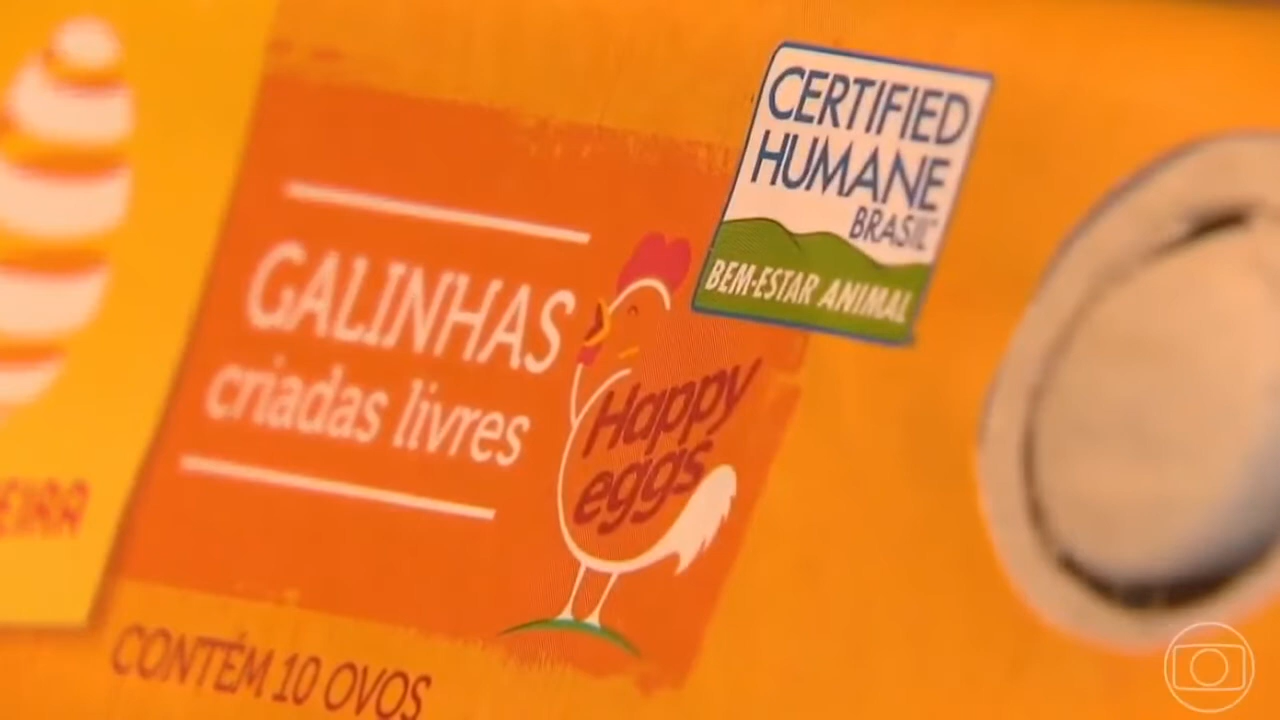 CERTIFIED
HUMANE
BRASIL
BEM-ESTAR ANIMAL
GALINHAS
criadas livres
Happy
eggs
CONTÉM 10 OVOS